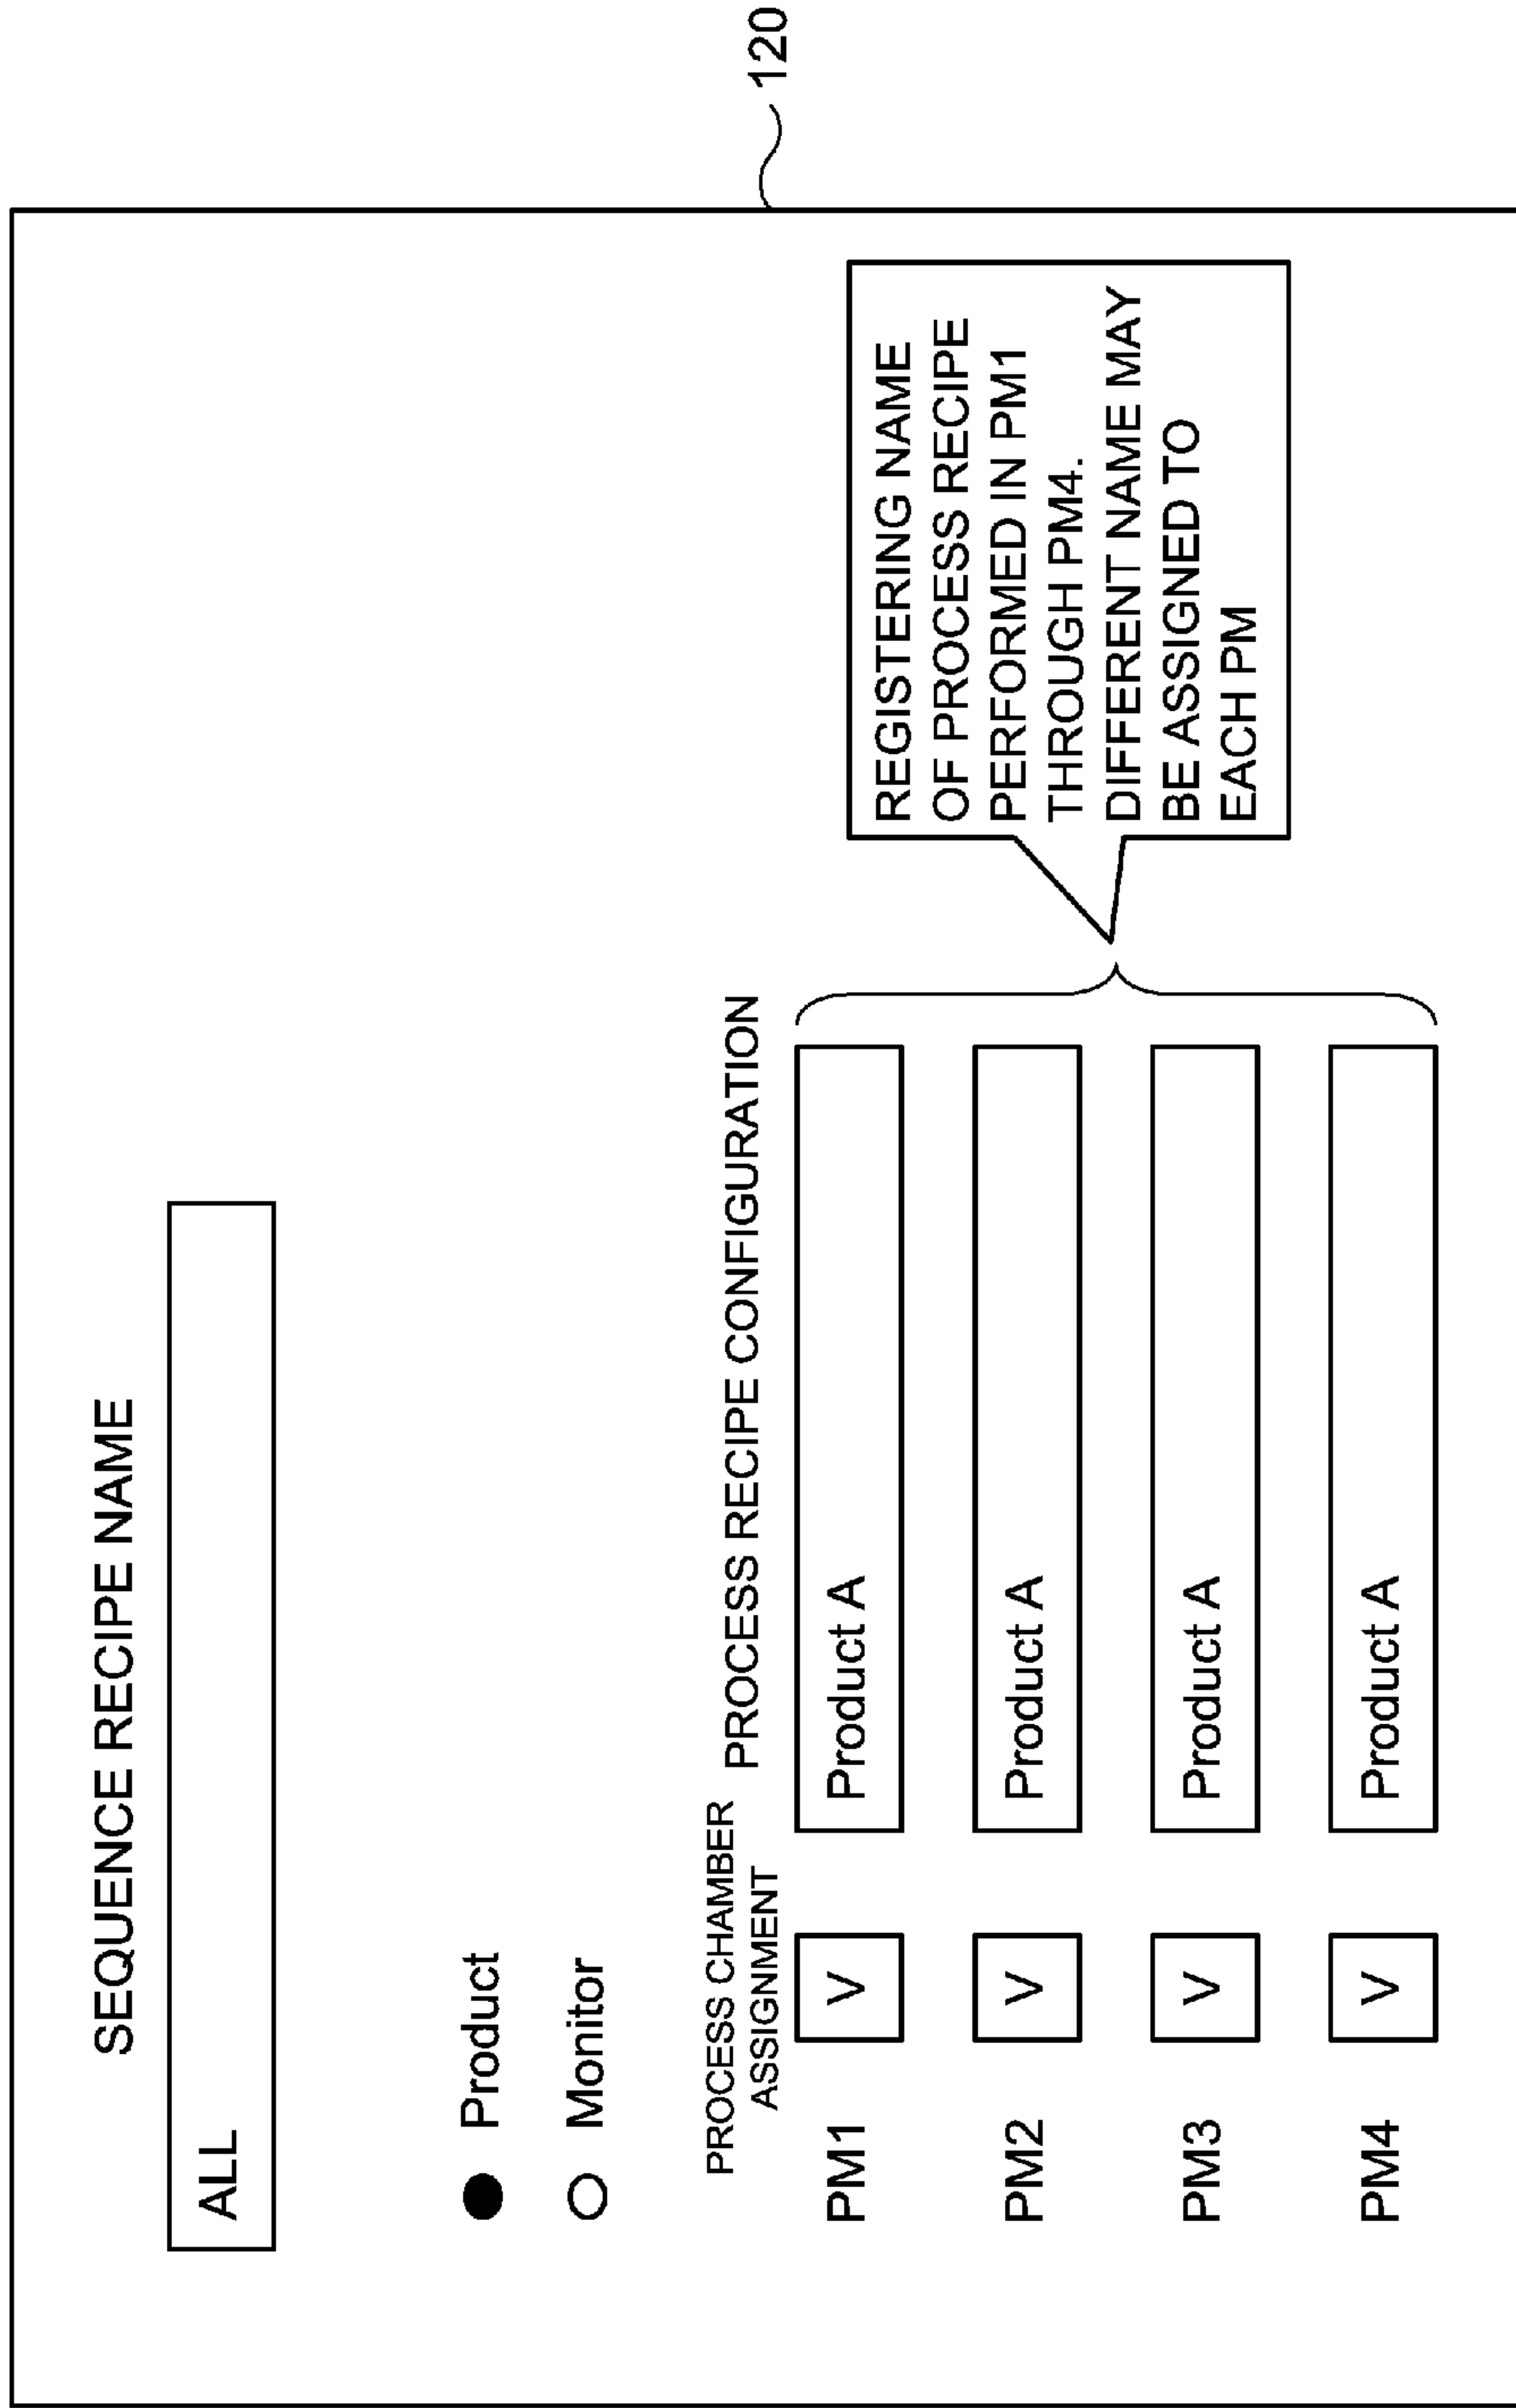 SEQUENCE RECIPE NAME
ALL
Product
Monitor
PROCESS CHAMBER
ASSIGNMENT
PROCESS RECIPE CONFIGURATION
PM1 V Product A
PM2 V Product A
PM3 V Product A
PM4 V Product A
REGISTERING NAME
OF PROCESS RECIPE
PERFORMED IN PM1
THROUGH PM4.
DIFFERENT NAME MAY
BE ASSIGNED TO
EACH PM
120